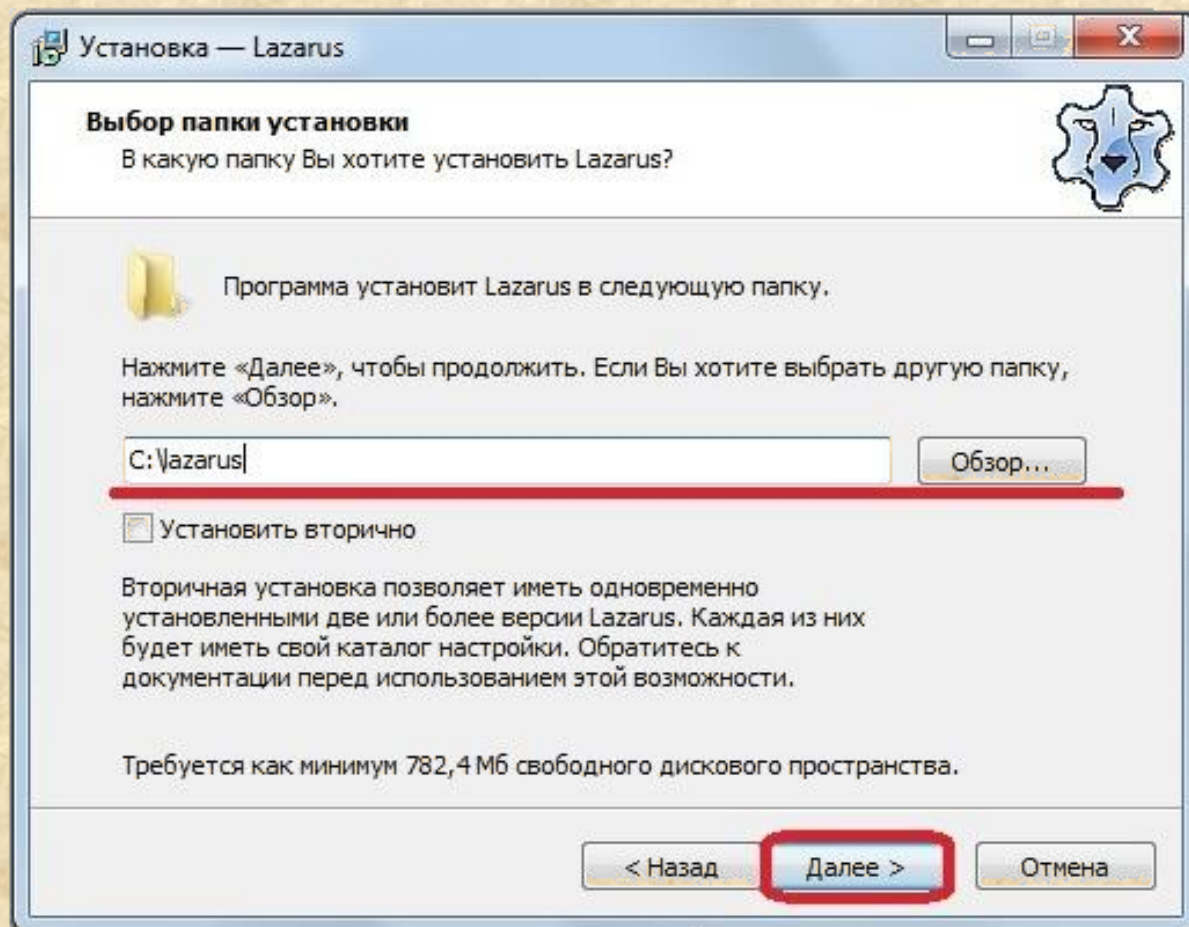 Установка — Lazarus
Выбор папки установки
В какую папку Вы хотите установить Lazarus?
Программа установит Lazarus в следующую папку.
Нажмите «Далее», чтобы продолжить. Если Вы хотите выбрать другую папку,
нажмите «Обзор».
C:\lazarus
Обзор...
Установить вторично
Вторичная установка позволяет иметь одновременно
установленными две или более версии Lazarus. Каждая из них
будет иметь свой каталог настройки. Обратитесь к
документации перед использованием этой возможности.
Требуется как минимум 782,4 Мб свободного дискового пространства.
< Назад
Далее >
Отмена